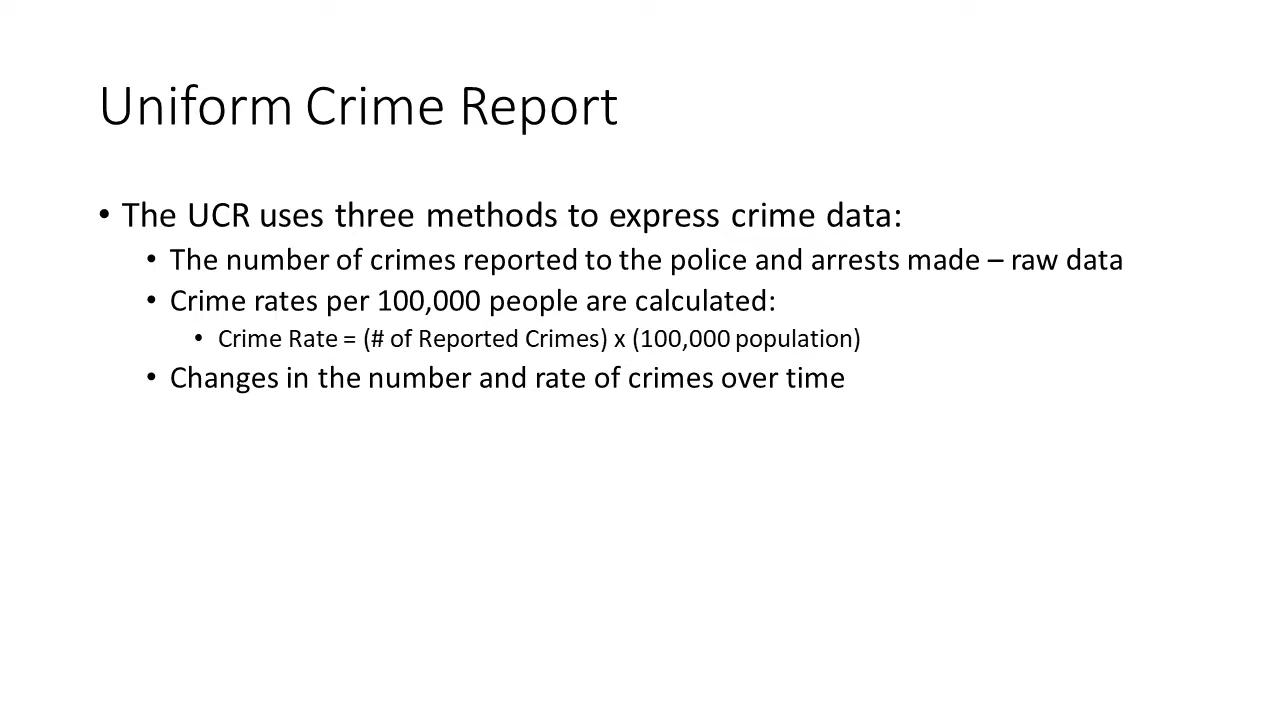 Uniform Crime Report
• The UCR uses three methods to express crime data:
• The number of crimes reported to the police and arrests made – raw data
• Crime rates per 100,000 people are calculated:
• Crime Rate = (# of Reported Crimes) x (100,000 population)
• Changes in the number and rate of crimes over time